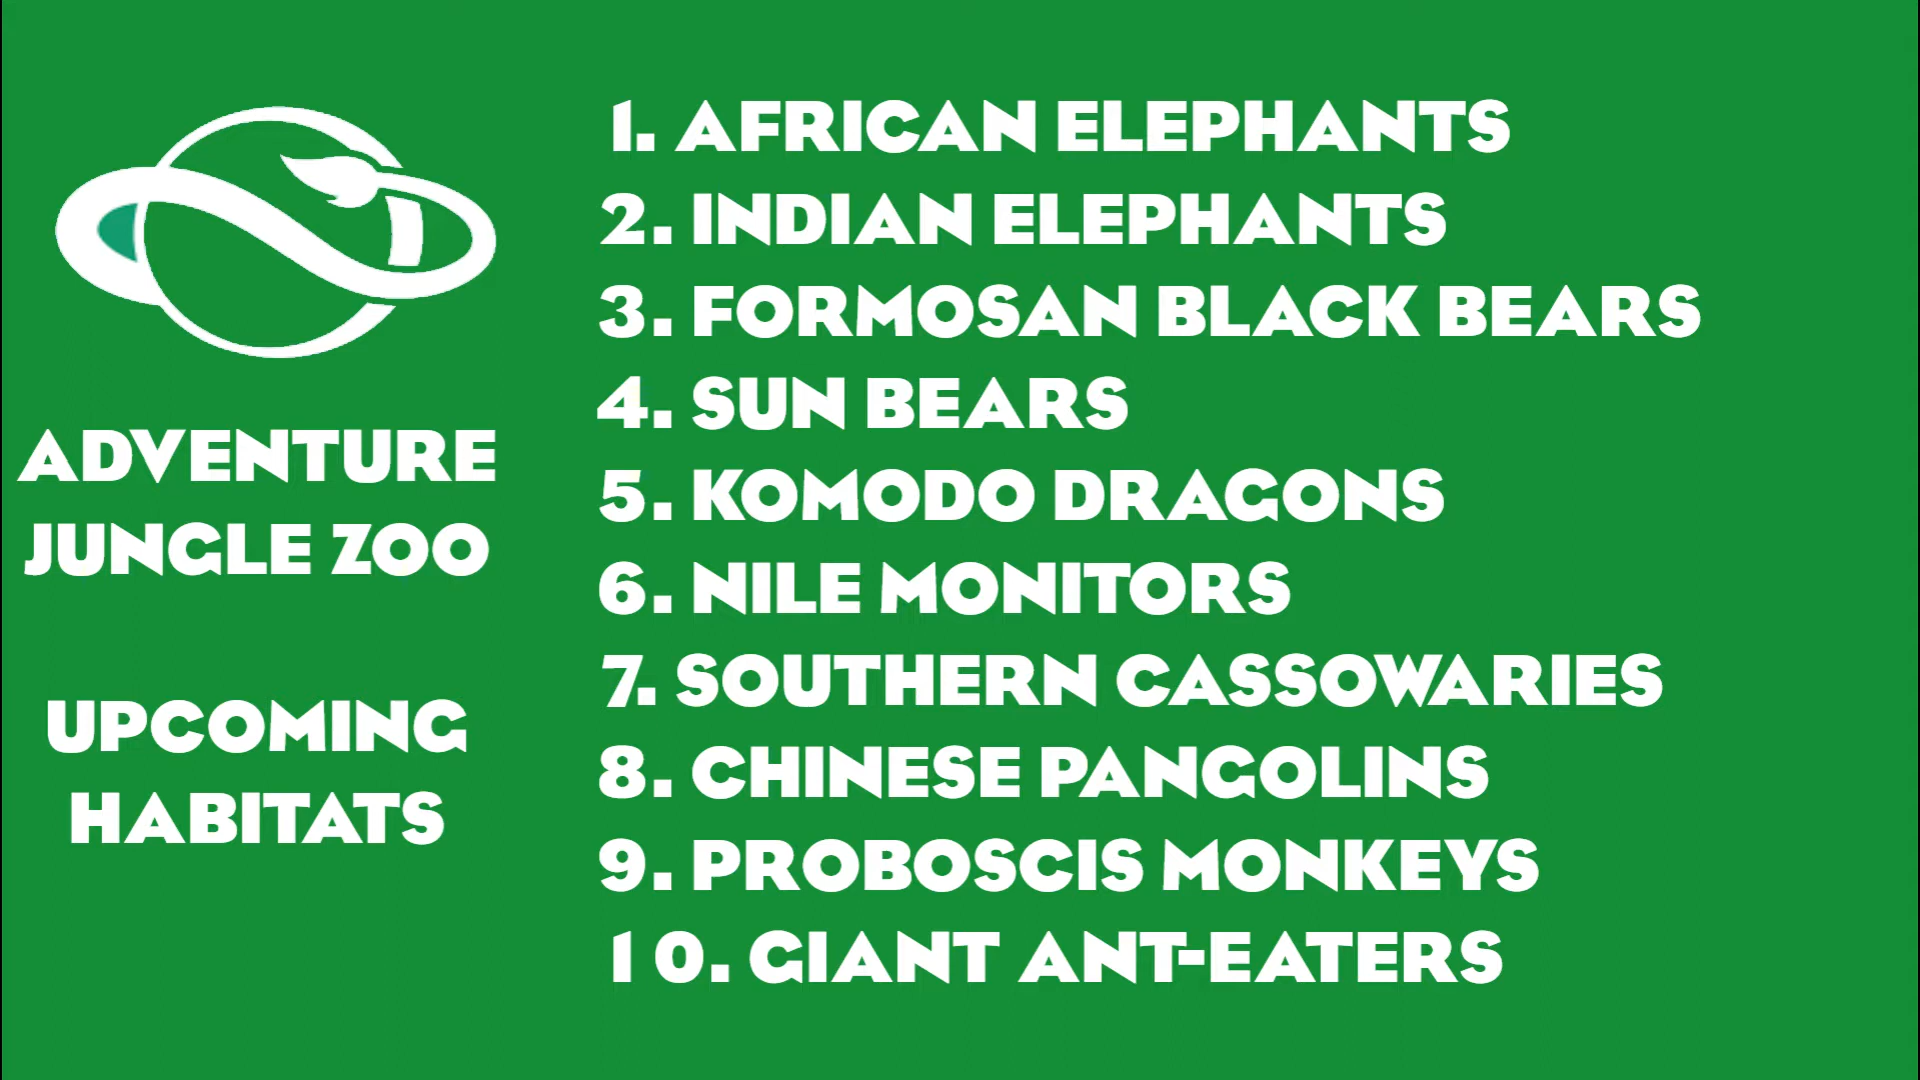 ADVENTURE
JUNGLE ZOO
UPCOMING
HABITATS
1. AFRICAN ELEPHANTS
2. INDIAN ELEPHANTS
3. FORMOSAN BLACK BEARS
4. SUN BEARS
5. KOMODO DRAGONS
6. NILE MONITORS
7. SOUTHERN CASSOWARIES
8. CHINESE PANGOLINS
9. PROBOSCIS MONKEYS
10. GIANT ANT-EATERS